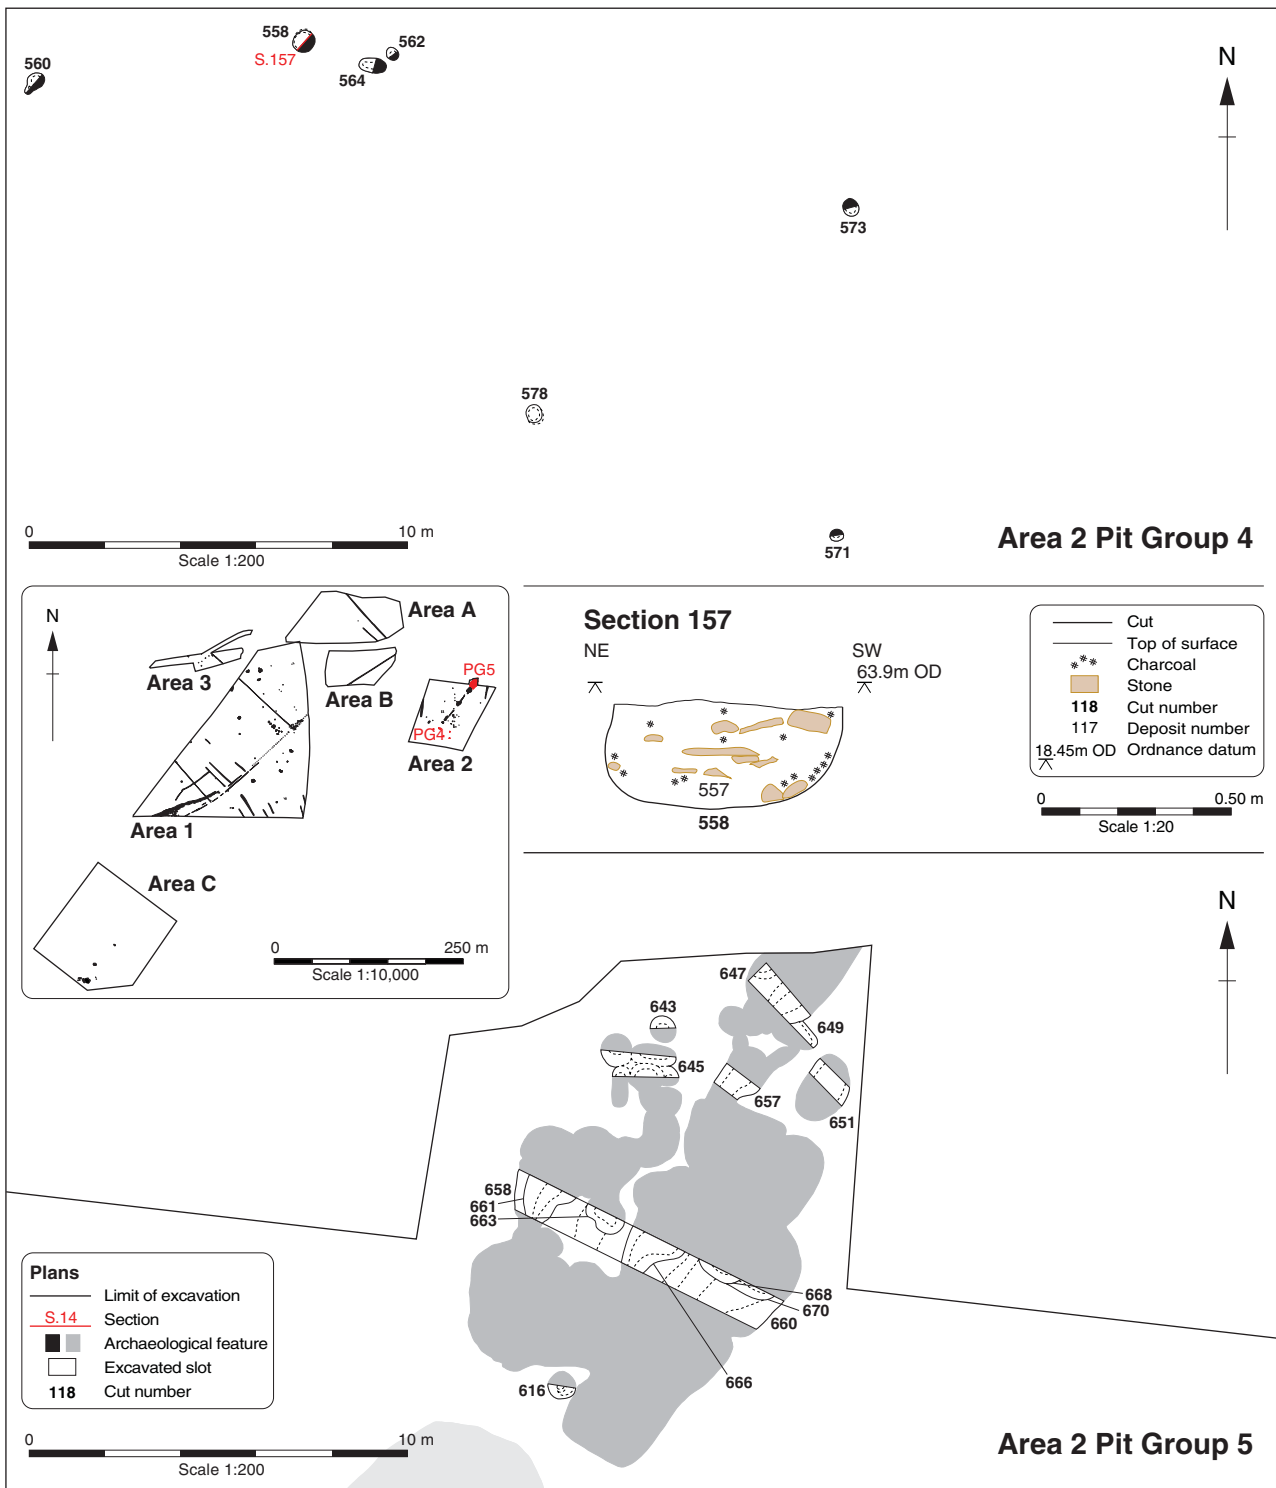 558
562
S.157
560
564
N
573
578
0 10 m
Scale 1:200
571
Area 2 Pit Group 4
N
Area A
Area 3
Area B
PG5
PG4
Area 2
Area 1
Area C
0 250 m
Scale 1:10,000
Section 157
NE SW
63.9m OD
557
558
Cut
Top of surface
Charcoal
Stone
118 Cut number
117 Deposit number
18.45m OD Ordnance datum
0 0.50 m
Scale 1:20
N
647
643
649
645
657
651
658
661
663
668
670
660
666
616
Plans
Limit of excavation
S.14 Section
Archaeological feature
Excavated slot
118 Cut number
0 10 m
Scale 1:200
Area 2 Pit Group 5